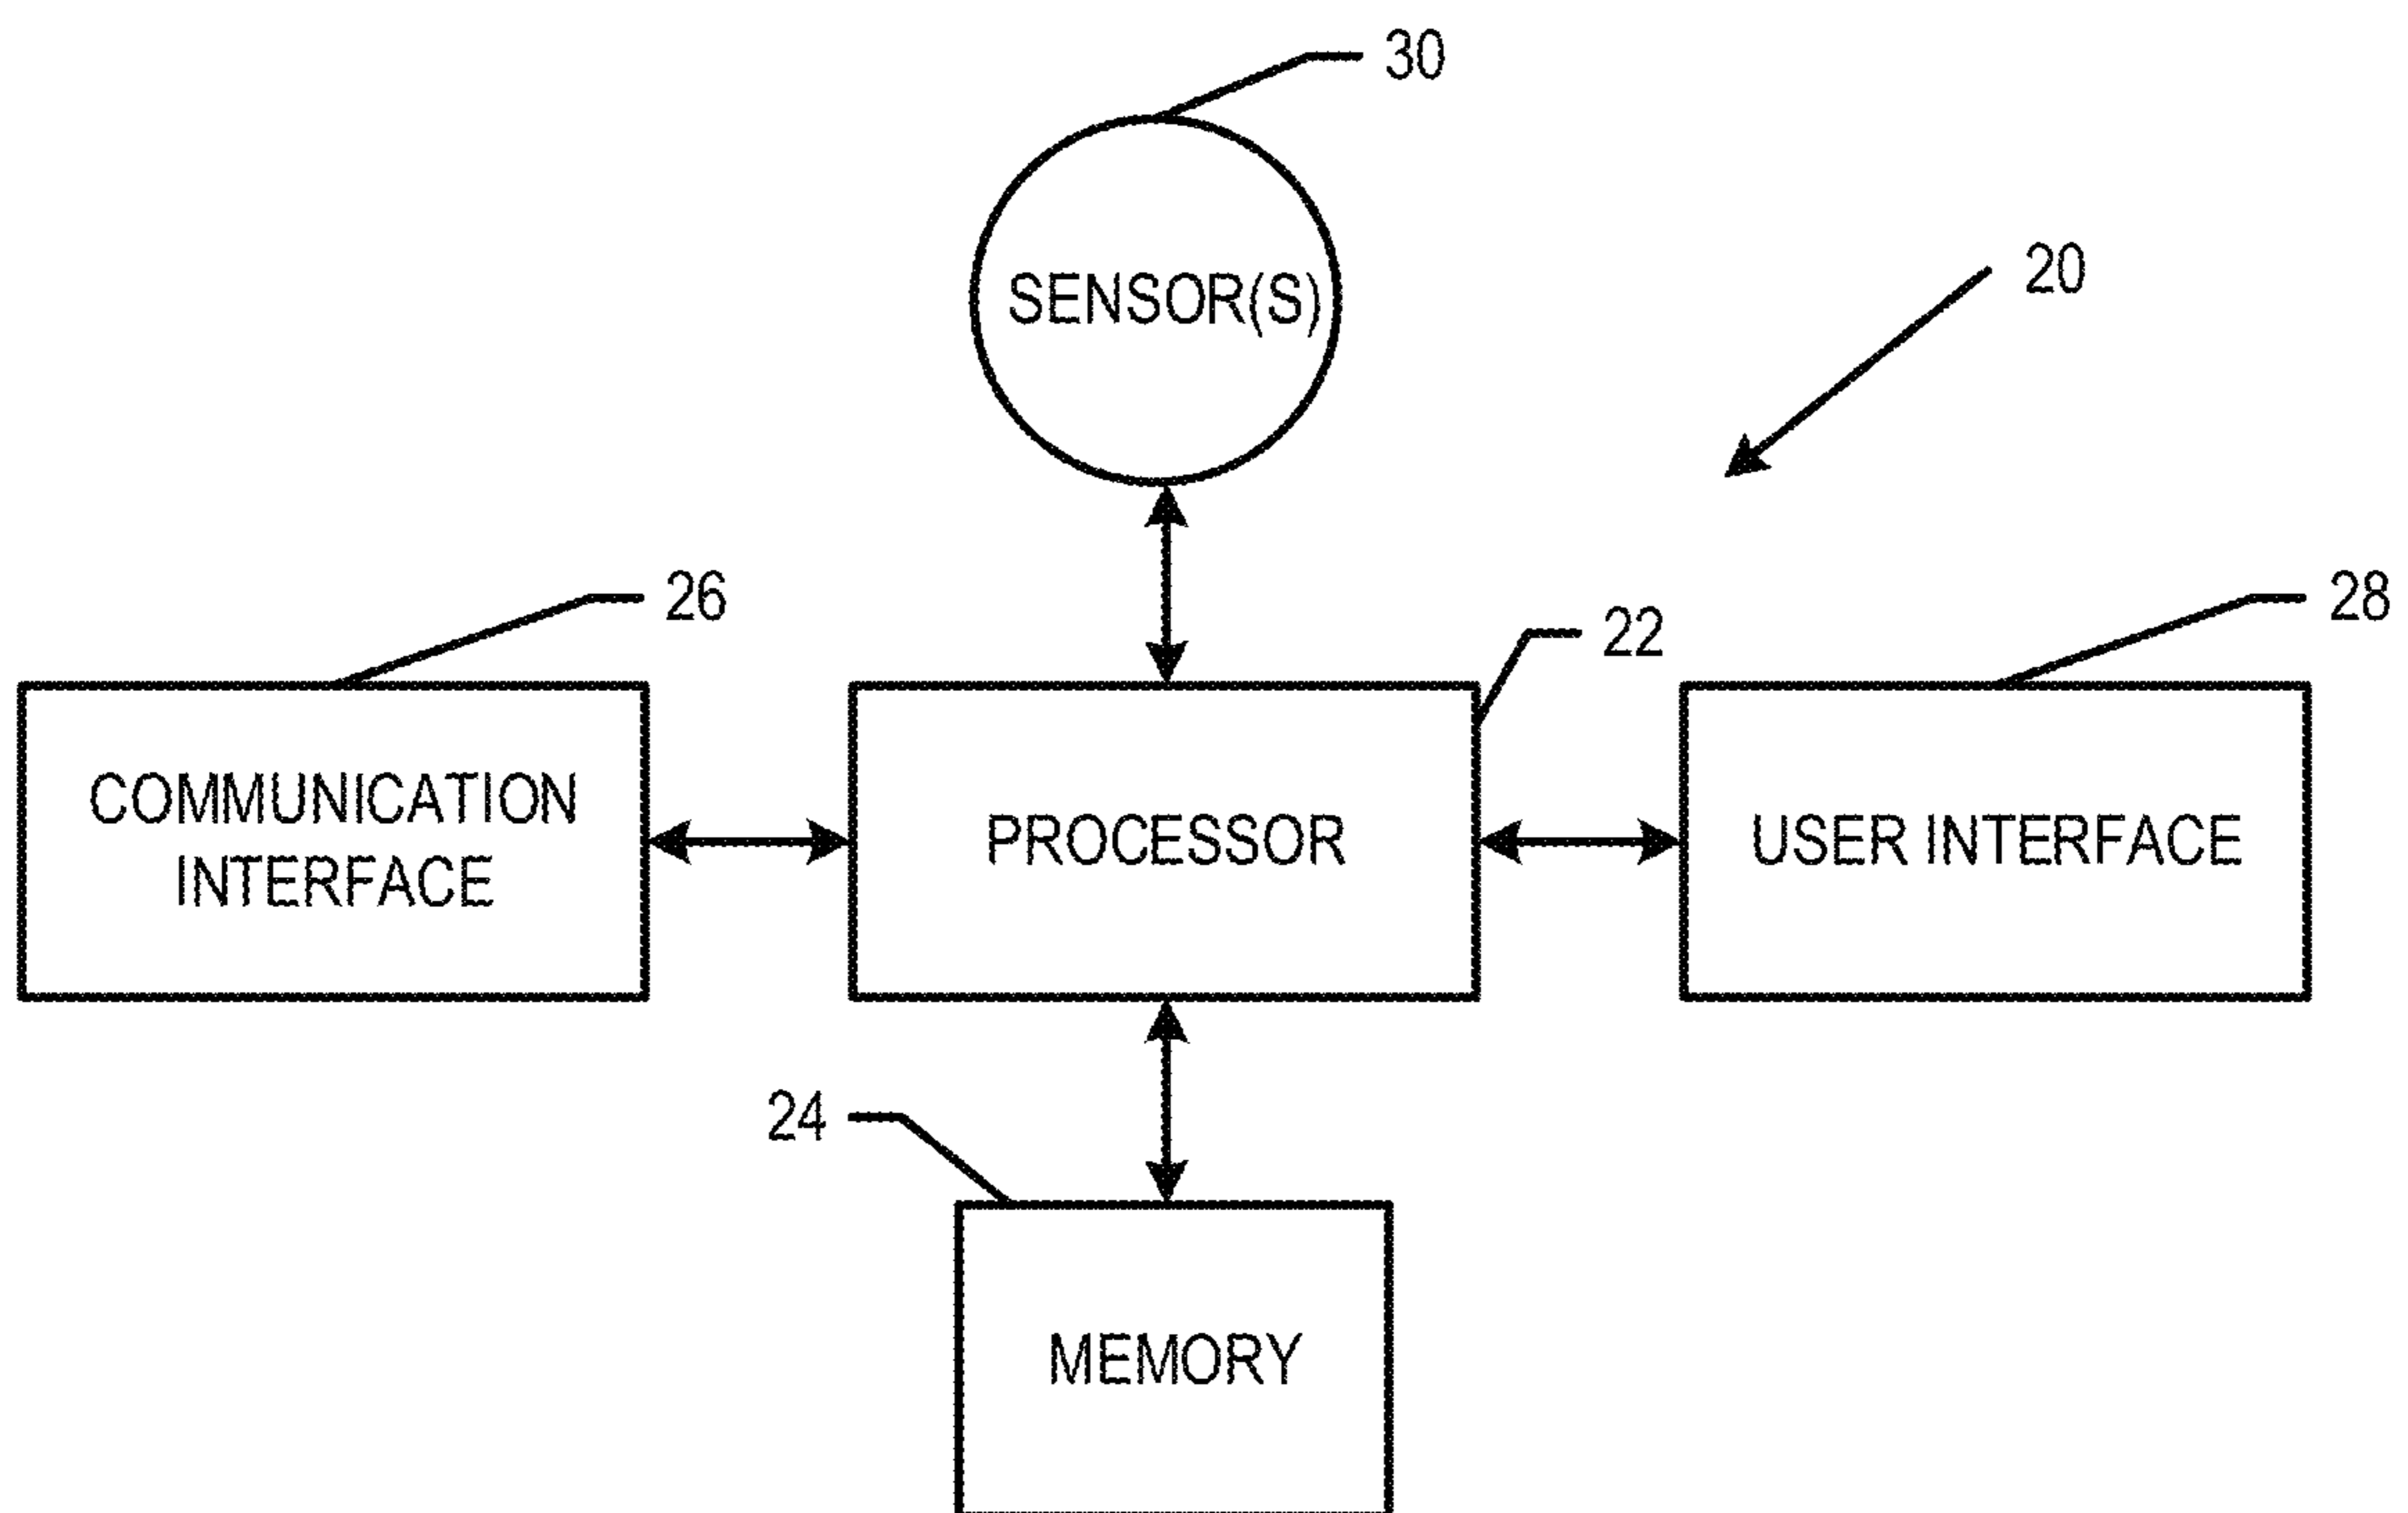 30
SENSOR(S)
20
26
22
28
COMMUNICATION
INTERFACE
PROCESSOR
USER INTERFACE
24
MEMORY